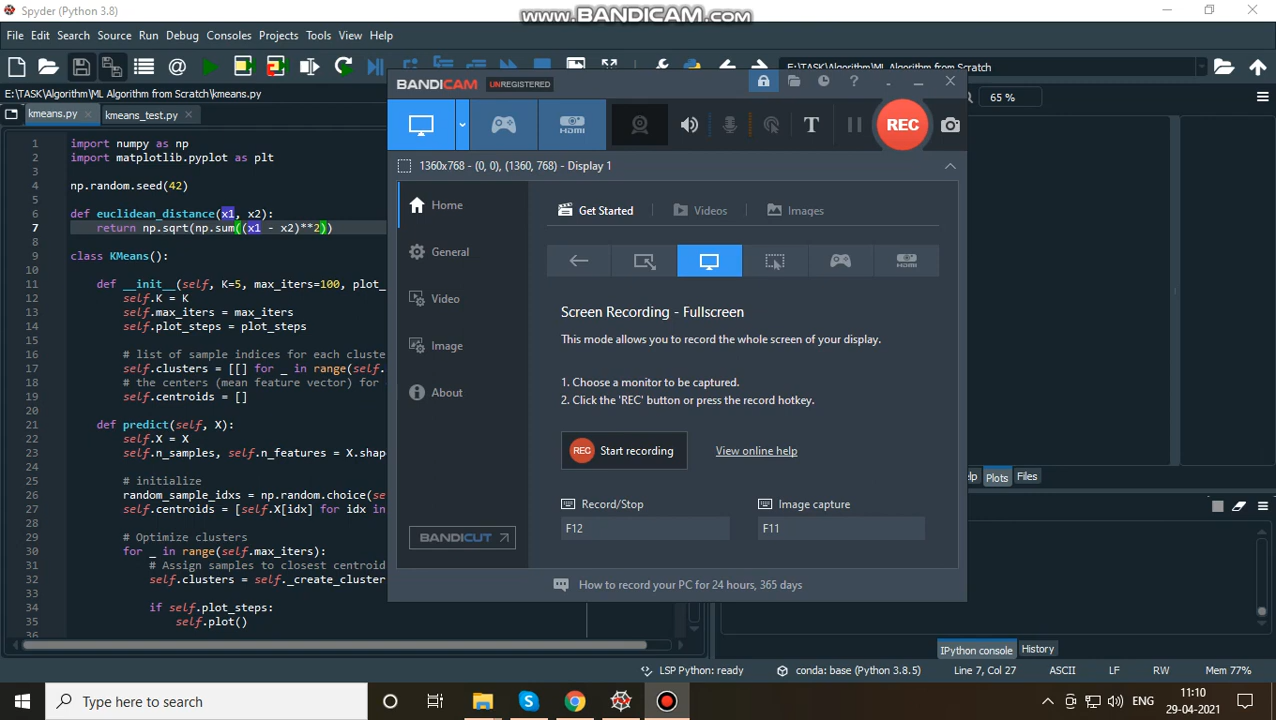 Spyder (Python 3.8)
www.BANDICAM.com
File Edit Search Source Run Debug Consoles Projects Tools View Help
E:\TASK\Algorithm\ML Algorithm from Scratch
E:\TASK\Algorithm\ML Algorithm from Scratch\kmeans.py
65 %
kmeans.py kmeans_test.py
1 import numpy as np
2 import matplotlib.pyplot as plt
3
4 np.random.seed(42)
5
6 def euclidean_distance(x1, x2):
7 return np.sqrt(np.sum((x1 - x2)**2))
8
9 class KMeans():
10
11 def __init__(self, K=5, max_iters=100, plot_
12 self.K = K
13 self.max_iters = max_iters
14 self.plot_steps = plot_steps
15
16 # list of sample indices for each cluste
17 self.clusters = [[] for _ in range(self.
18 # the centers (mean feature vector) for
19 self.centroids = []
20
21 def predict(self, X):
22 self.X = X
23 self.n_samples, self.n_features = X.shap
24
25 # initialize
26 random_sample_idxs = np.random.choice(se
27 self.centroids = [self.X[idx] for idx in
28
29 # Optimize clusters
30 for _ in range(self.max_iters):
31 # Assign samples to closest centroid
32 self.clusters = self._create_cluster
33
34 if self.plot_steps:
35 self.plot()
36
BANDICAM UNREGISTERED
HDMI
T
REC
1360x768 - (0, 0), (1360, 768) - Display 1
Home
General
Video
Image
About
BANDICUT
Get Started
Videos
Images
HDMI
Screen Recording - Fullscreen
This mode allows you to record the whole screen of your display.
1. Choose a monitor to be captured.
2. Click the 'REC' button or press the record hotkey.
REC Start recording
View online help
Record/Stop
Image capture
F12
F11
How to record your PC for 24 hours, 365 days
lp Plots Files
IPython console History
LSP Python: ready conda: base (Python 3.8.5) Line 7, Col 27 ASCII LF RW Mem 77%
Type here to search
ENG
11:10
29-04-2021